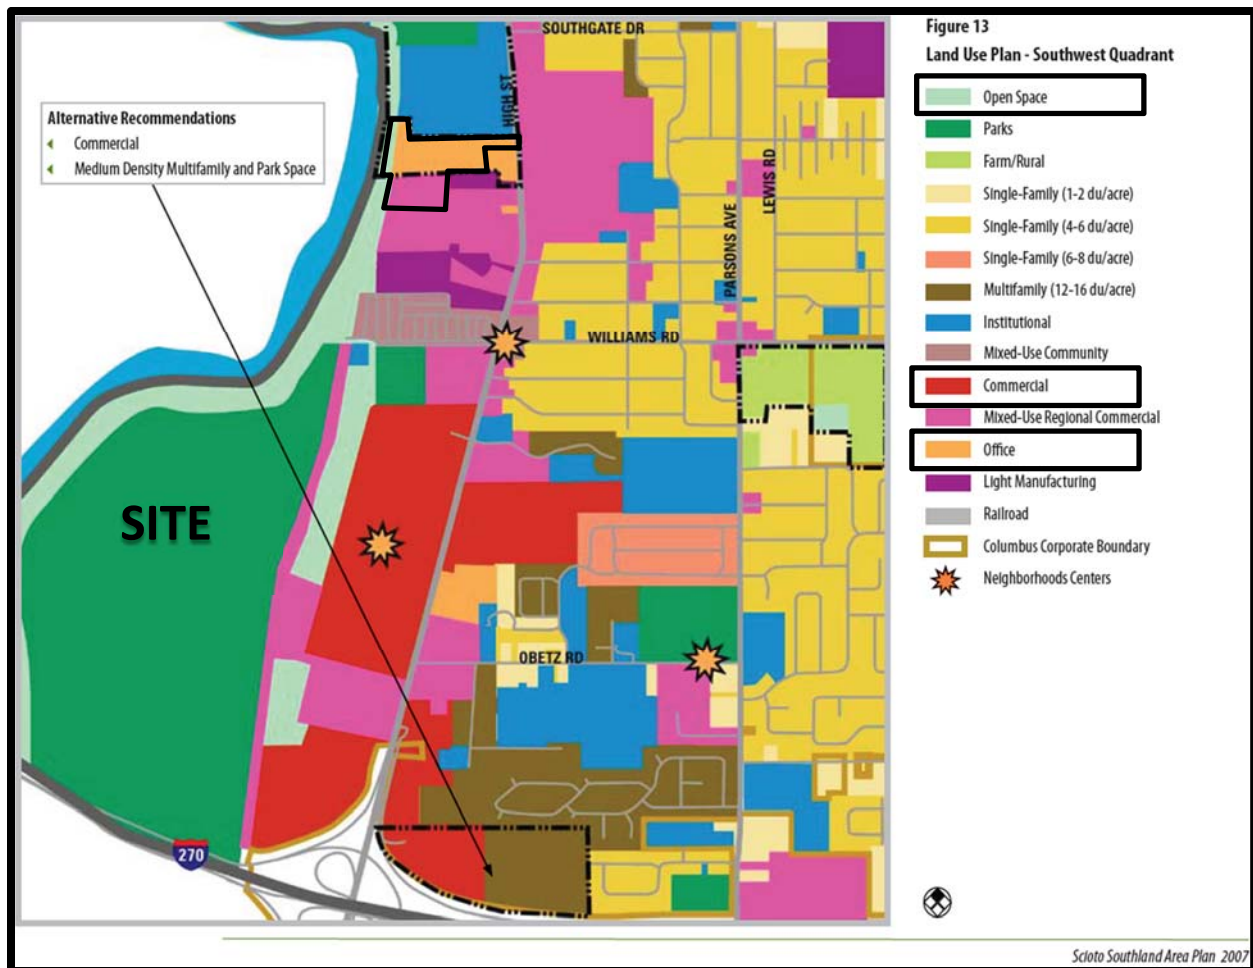 Figure 13
Land Use Plan - Southwest Quadrant
Alternative Recommendations
Commercial
Medium Density Multifamily and Park Space
SOUTHGATE DR
HIGH ST
LEWIS RD
PARSONS AVE
WILLIAMS RD
SITE
OBETZ RD
270
Open Space
Parks
Farm/Rural
Single-Family (1-2 du/acre)
Single-Family (4-6 du/acre)
Single-Family (6-8 du/acre)
Multifamily (12-16 du/acre)
Institutional
Mixed-Use Community
Commercial
Mixed-Use Regional Commercial
Office
Light Manufacturing
Railroad
Columbus Corporate Boundary
Neighborhoods Centers
Scioto Southland Area Plan 2007